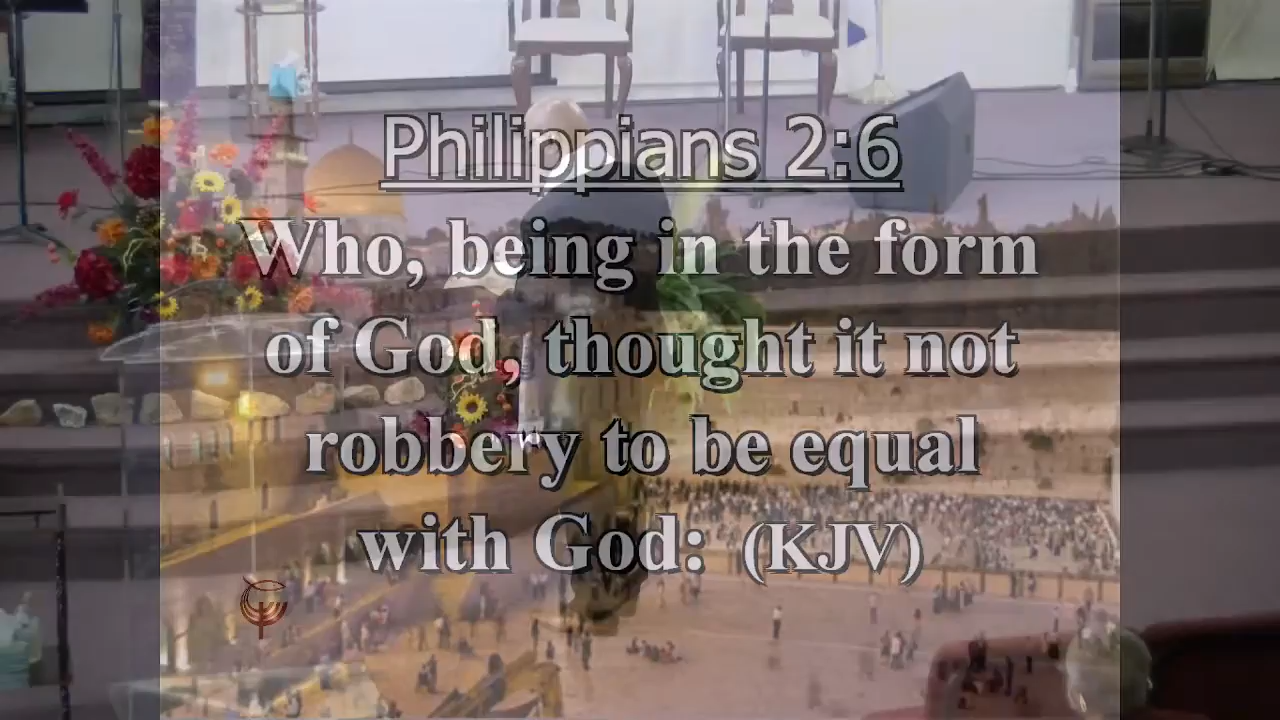 Philippians 2:6
Who, being in the form
of God, thought it not
robbery to be equal
with God: (KJV)